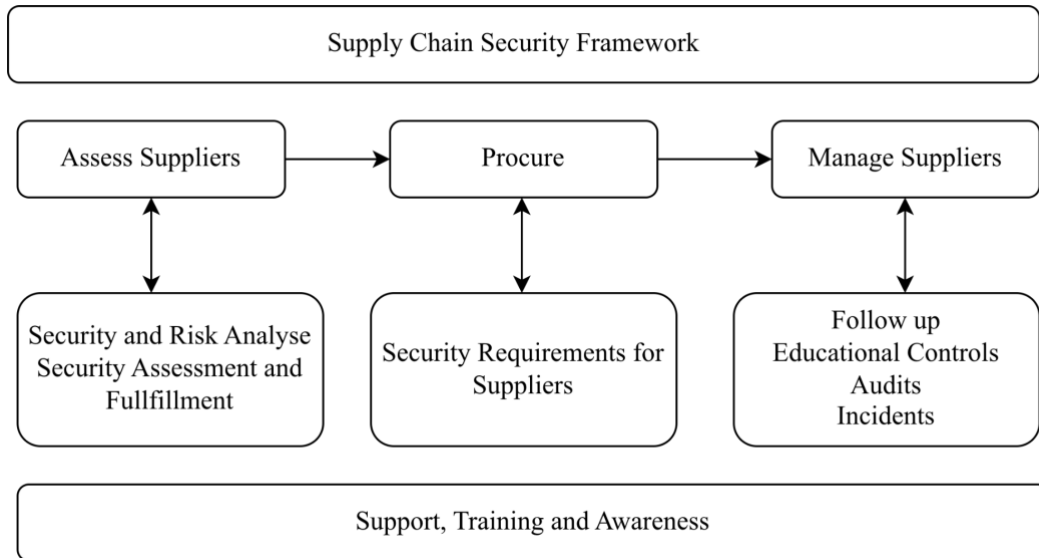 Supply Chain Security Framework
Assess Suppliers
Procure
Manage Suppliers
Security and Risk Analyse
Security Assessment and
Fullfillment
Security Requirements for
Suppliers
Follow up
Educational Controls
Audits
Incidents
Support, Training and Awareness